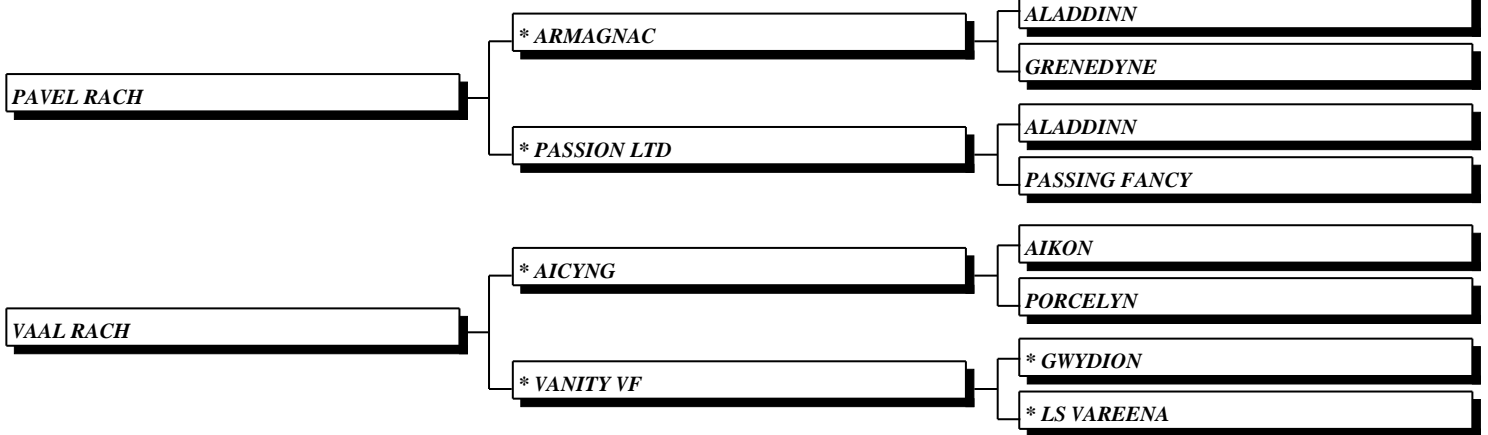 ALADDINN
* ARMAGNAC
GRENEDYNE
PAVEL RACH
ALADDINN
* PASSION LTD
PASSING FANCY
AIKON
* AICYNG
PORCELYN
VAAL RACH
* GWYDION
* VANITY VF
* LS VAREENA